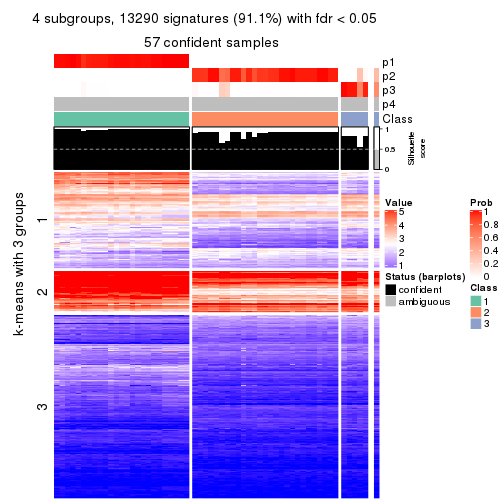 4 subgroups, 13290 signatures (91.1%) with fdr < 0.05
57 confident samples
p1
p2
p3
p4
Class
1
0.5
0
Silhouette
score
k-means with 3 groups
1
2
3
Value
5
4
3
2
1
Status (barplots)
confident
ambiguous
Prob
1
0.8
0.6
0.4
0.2
0
Class
1
2
3